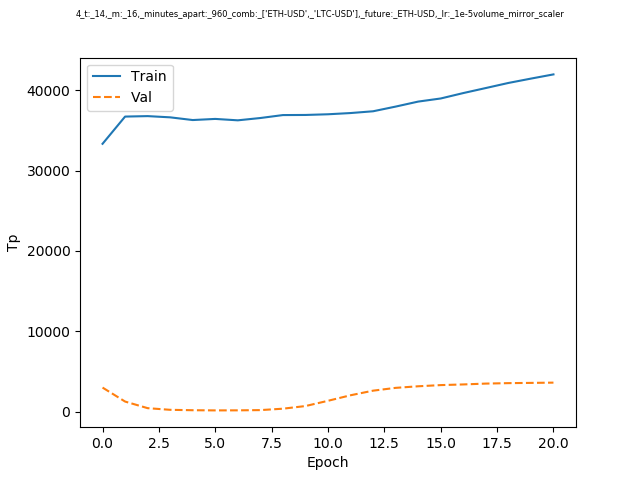 4_t:_14,_m:_16,_minutes_apart:_960_comb:_['ETH-USD',_'LTC-USD'],_future:_ETH-USD,_lr:_1e-5volume_mirror_scaler
Train
Val
40000
30000
20000
10000
0
Tp
0.0 2.5 5.0 7.5 10.0 12.5 15.0 17.5 20.0
Epoch